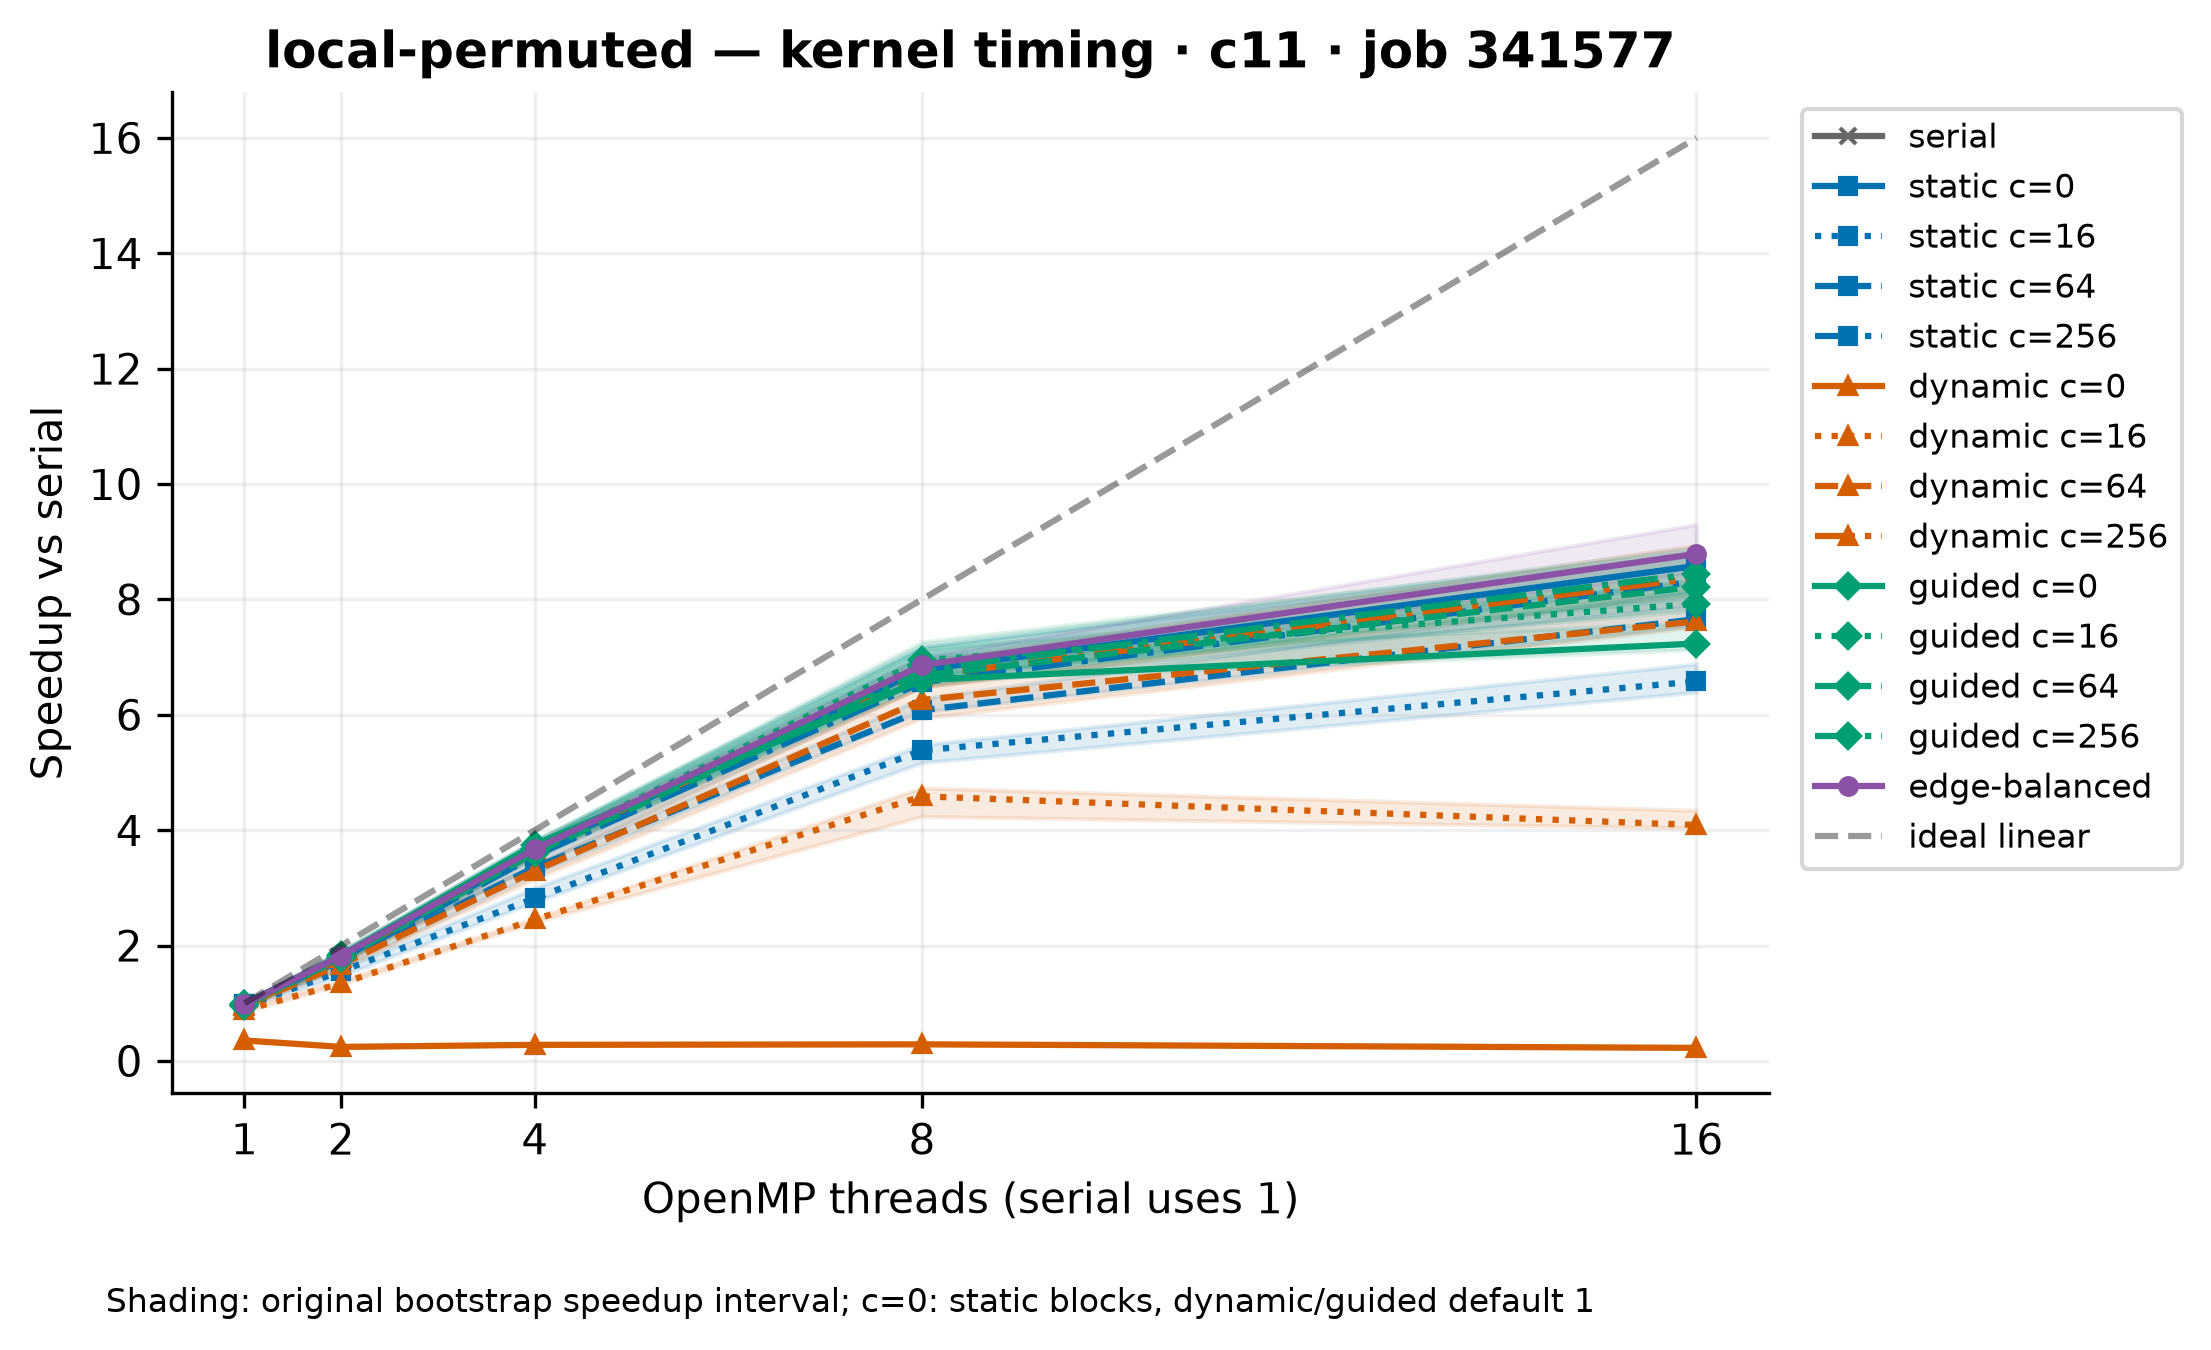 local-permuted — kernel timing · c11 · job 341577
Speedup vs serial
16
14
12
10
8
6
4
2
0
1 2 4 8 16
OpenMP threads (serial uses 1)
serial
static c=0
static c=16
static c=64
static c=256
dynamic c=0
dynamic c=16
dynamic c=64
dynamic c=256
guided c=0
guided c=16
guided c=64
guided c=256
edge-balanced
ideal linear
Shading: original bootstrap speedup interval; c=0: static blocks, dynamic/guided default 1